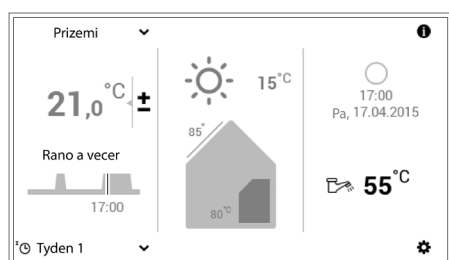 Prizemi
21,0 °C ±
Rano a vecer
17:00
Tyden 1
15°C
85°
80 °C
17:00
Pa, 17.04.2015
55°C